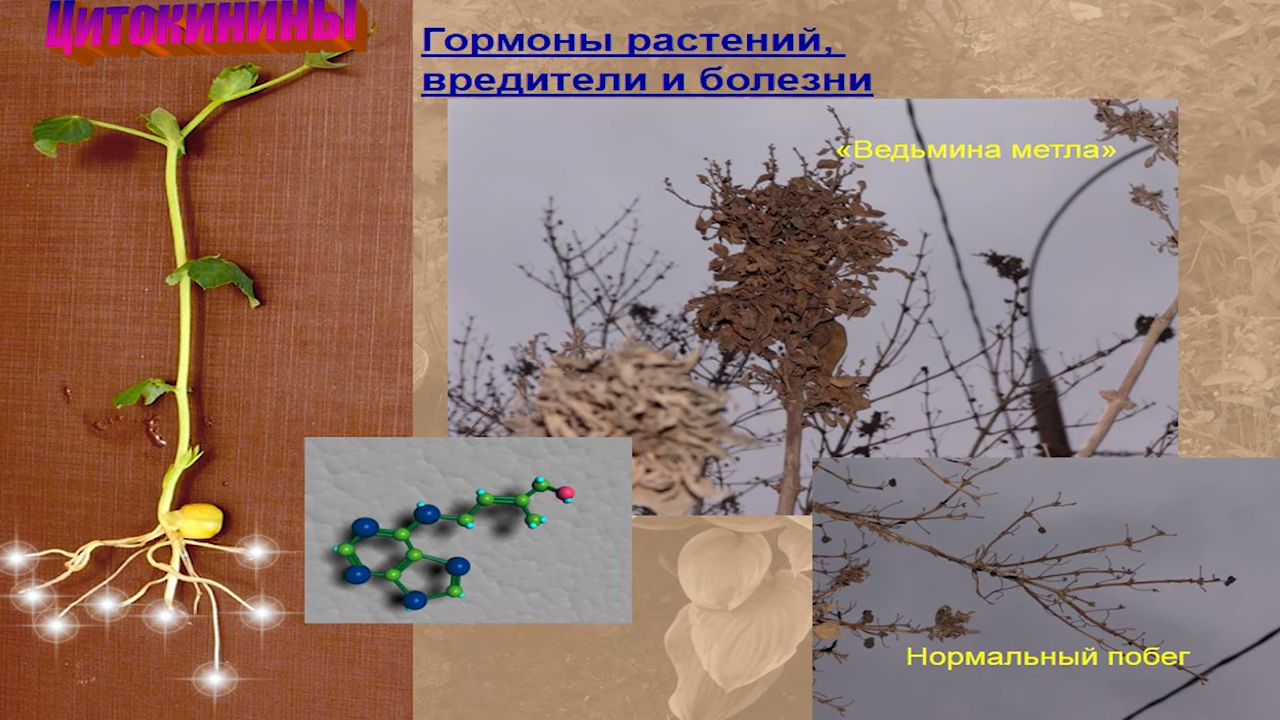 Цитокинины
Гормоны растений,
вредители и болезни
«Ведьмина метла»
Нормальный побег